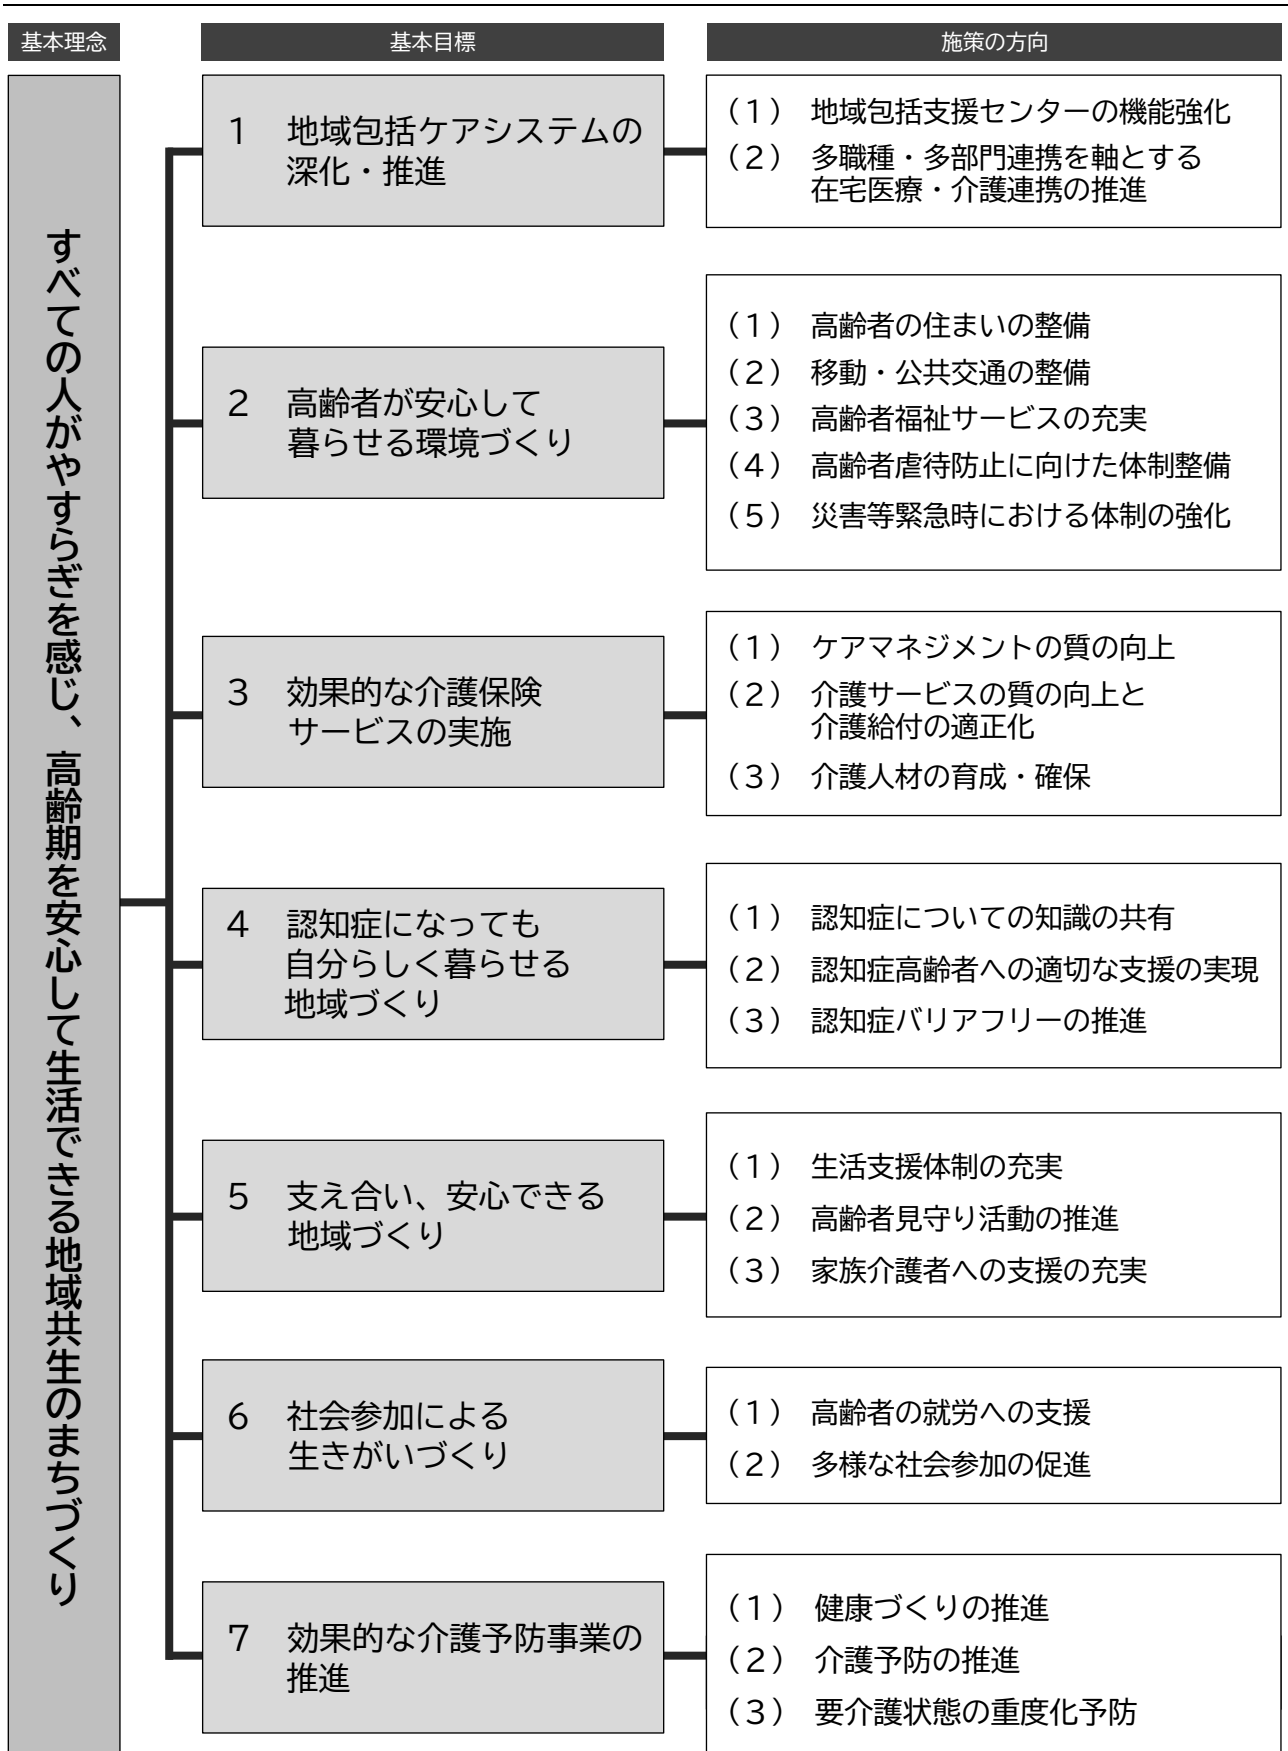 基本理念
基本目標
施策の方向
すべての人がやすらぎを感じ、高齢期を安心して生活できる地域共生のまちづくり
１ 地域包括ケアシステムの
深化・推進
（１） 地域包括支援センターの機能強化
（２） 多職種・多部門連携を軸とする
在宅医療・介護連携の推進
２ 高齢者が安心して
暮らせる環境づくり
（１） 高齢者の住まいの整備
（２） 移動・公共交通の整備
（３） 高齢者福祉サービスの充実
（４） 高齢者虐待防止に向けた体制整備
（５） 災害等緊急時における体制の強化
３ 効果的な介護保険
サービスの実施
（１） ケアマネジメントの質の向上
（２） 介護サービスの質の向上と
介護給付の適正化
（３） 介護人材の育成・確保
４ 認知症になっても
自分らしく暮らせる
地域づくり
（１） 認知症についての知識の共有
（２） 認知症高齢者への適切な支援の実現
（３） 認知症バリアフリーの推進
５ 支え合い、安心できる
地域づくり
（１） 生活支援体制の充実
（２） 高齢者見守り活動の推進
（３） 家族介護者への支援の充実
６ 社会参加による
生きがいづくり
（１） 高齢者の就労への支援
（２） 多様な社会参加の促進
７ 効果的な介護予防事業の
推進
（１） 健康づくりの推進
（２） 介護予防の推進
（３） 要介護状態の重度化予防